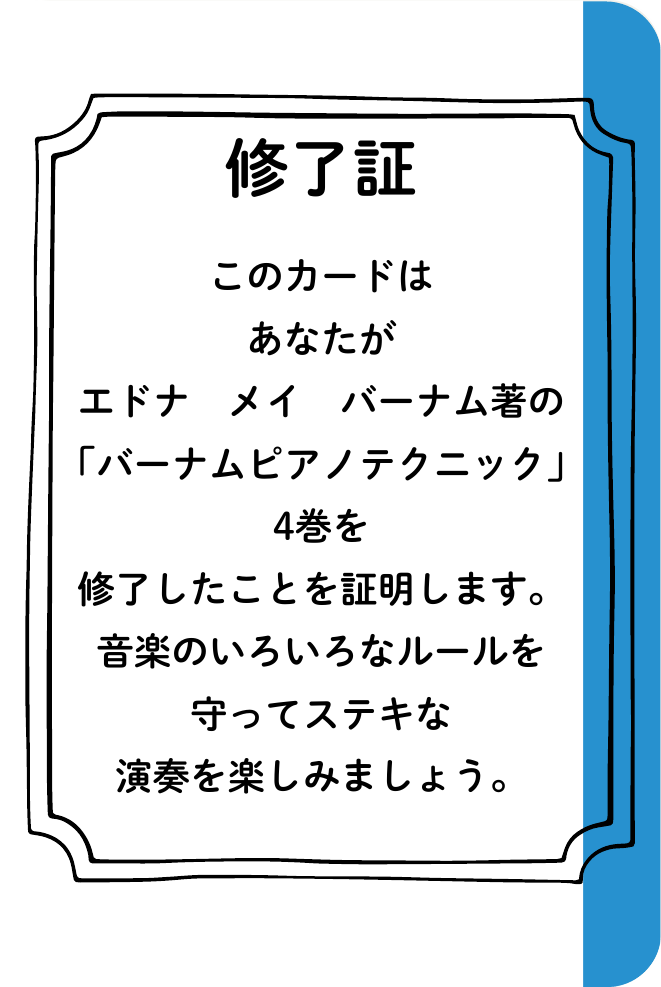 修了証
このカードは
あなたが
エドナ　メイ　バーナム著の
「バーナムピアノテクニック」
4巻を
修了したことを証明します。
音楽のいろいろなルールを
守ってステキな
演奏を楽しみましょう。